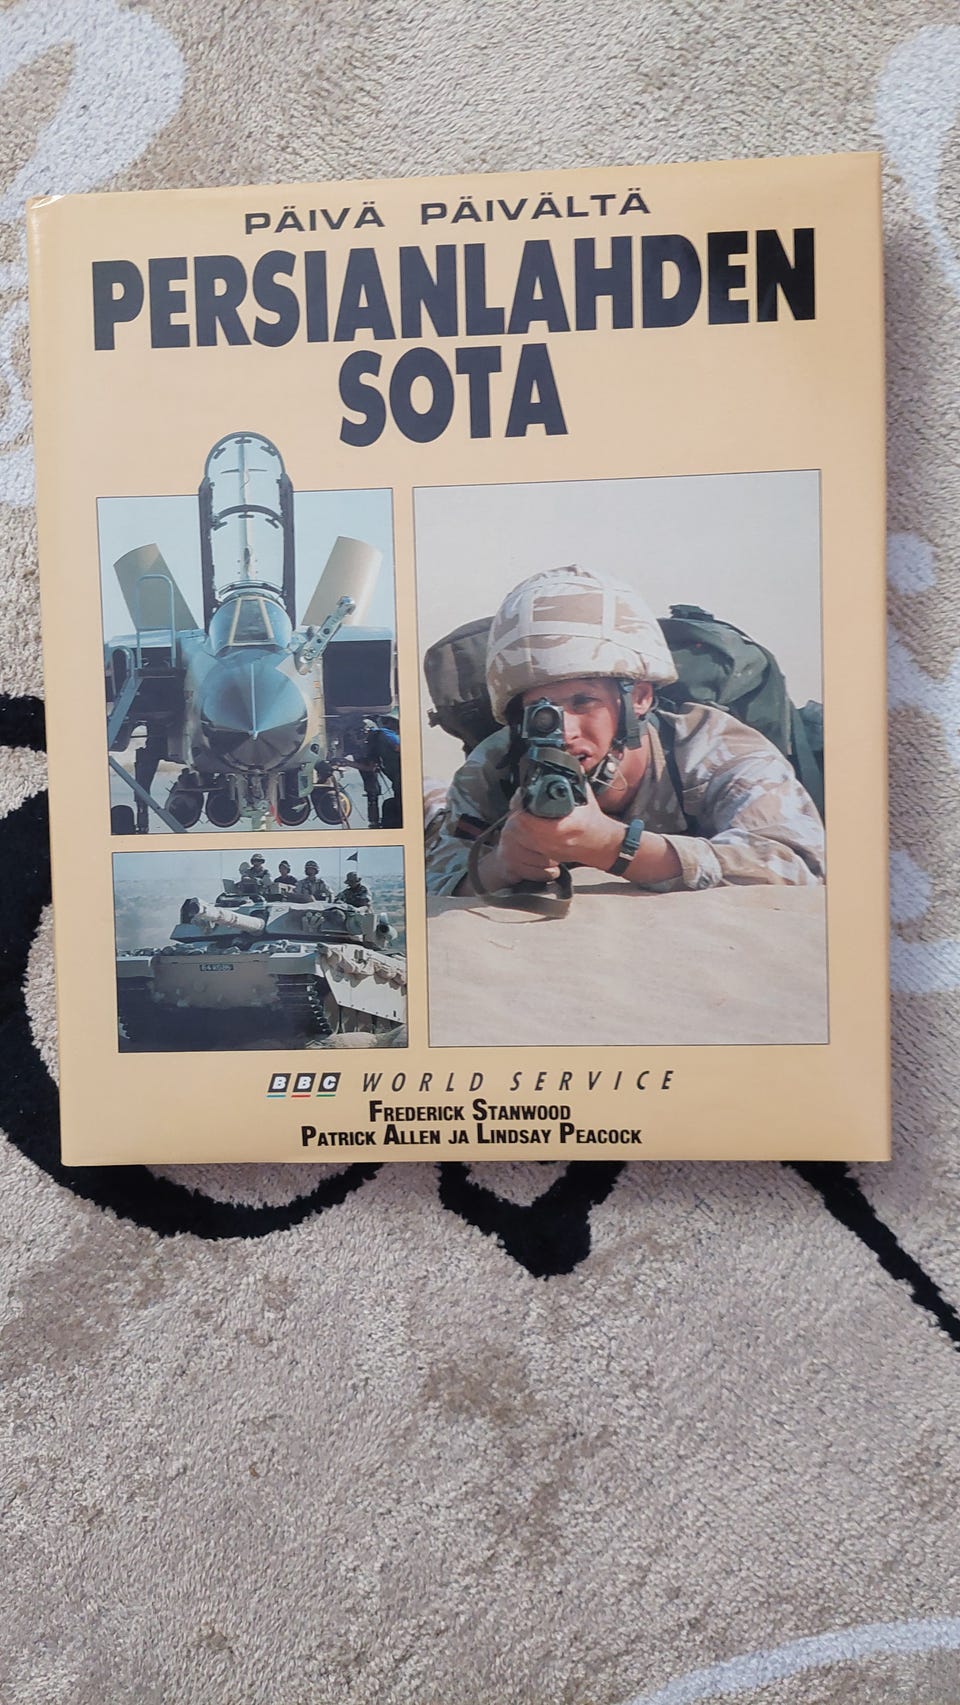 PÄIVÄ PÄIVÄLTÄ
PERSIANLAHDEN
SOTA
BBC WORLD SERVICE
FREDERICK STANWOOD
PATRICK ALLEN JA LINDSAY PEACOCK